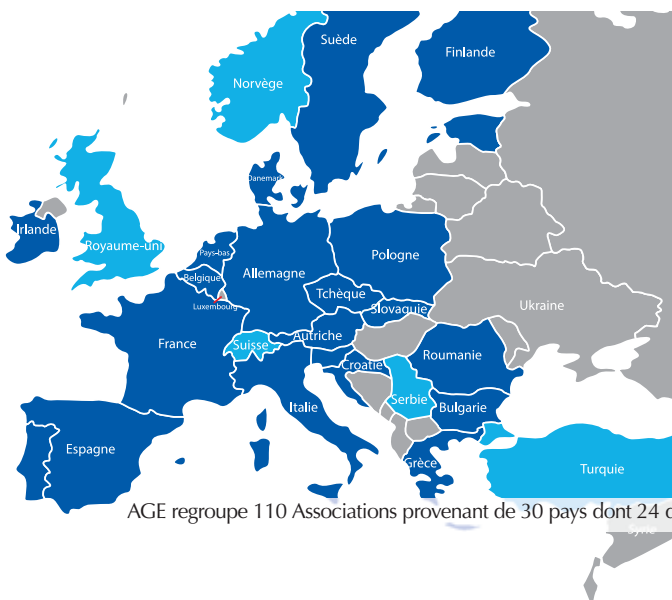 Suède
Finlande
Norvège
Danemark
Irlande
Royaume-uni
Pays-bas
Pologne
Allemagne
Belgique
Tchèque
Luxembourg
Slovaquie
Ukraine
France
Suisse
Autriche
Roumanie
Croatie
Serbie
Italie
Bulgarie
Espagne
Grèce
Turquie
AGE regroupe 110 Associations provenant de 30 pays dont 24 d
Syrie